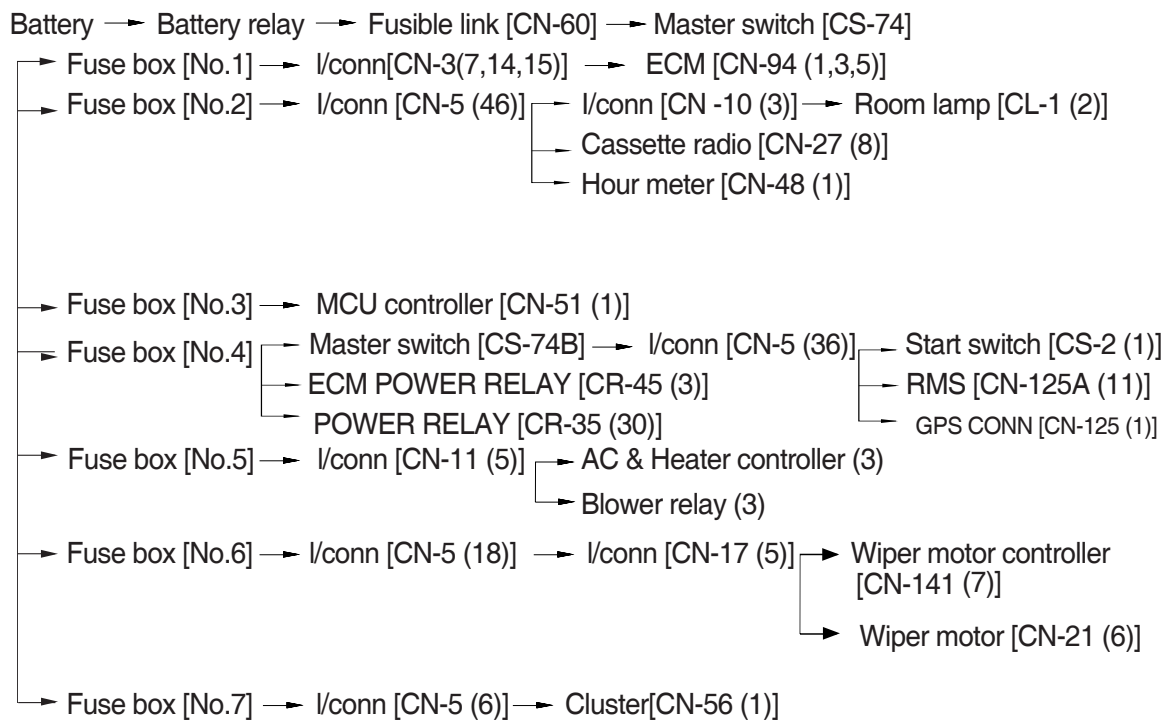 Battery → Battery relay → Fusible link [CN-60] → Master switch [CS-74]
Fuse box [No.1] → I/conn[CN-3(7,14,15)] → ECM [CN-94 (1,3,5)]
Fuse box [No.2] → I/conn [CN-5 (46)] → I/conn [CN -10 (3)] → Room lamp [CL-1 (2)]
Cassette radio [CN-27 (8)]
Hour meter [CN-48 (1)]
Fuse box [No.3] → MCU controller [CN-51 (1)]
Fuse box [No.4] → Master switch [CS-74B] → I/conn [CN-5 (36)] → Start switch [CS-2 (1)]
ECM POWER RELAY [CR-45 (3)] RMS [CN-125A (11)]
POWER RELAY [CR-35 (30)] GPS CONN [CN-125 (1)]
Fuse box [No.5] → I/conn [CN-11 (5)] → AC & Heater controller (3)
Blower relay (3)
Fuse box [No.6] → I/conn [CN-5 (18)] → I/conn [CN-17 (5)] → Wiper motor controller
[CN-141 (7)]
Wiper motor [CN-21 (6)]
Fuse box [No.7] → I/conn [CN-5 (6)] → Cluster[CN-56 (1)]